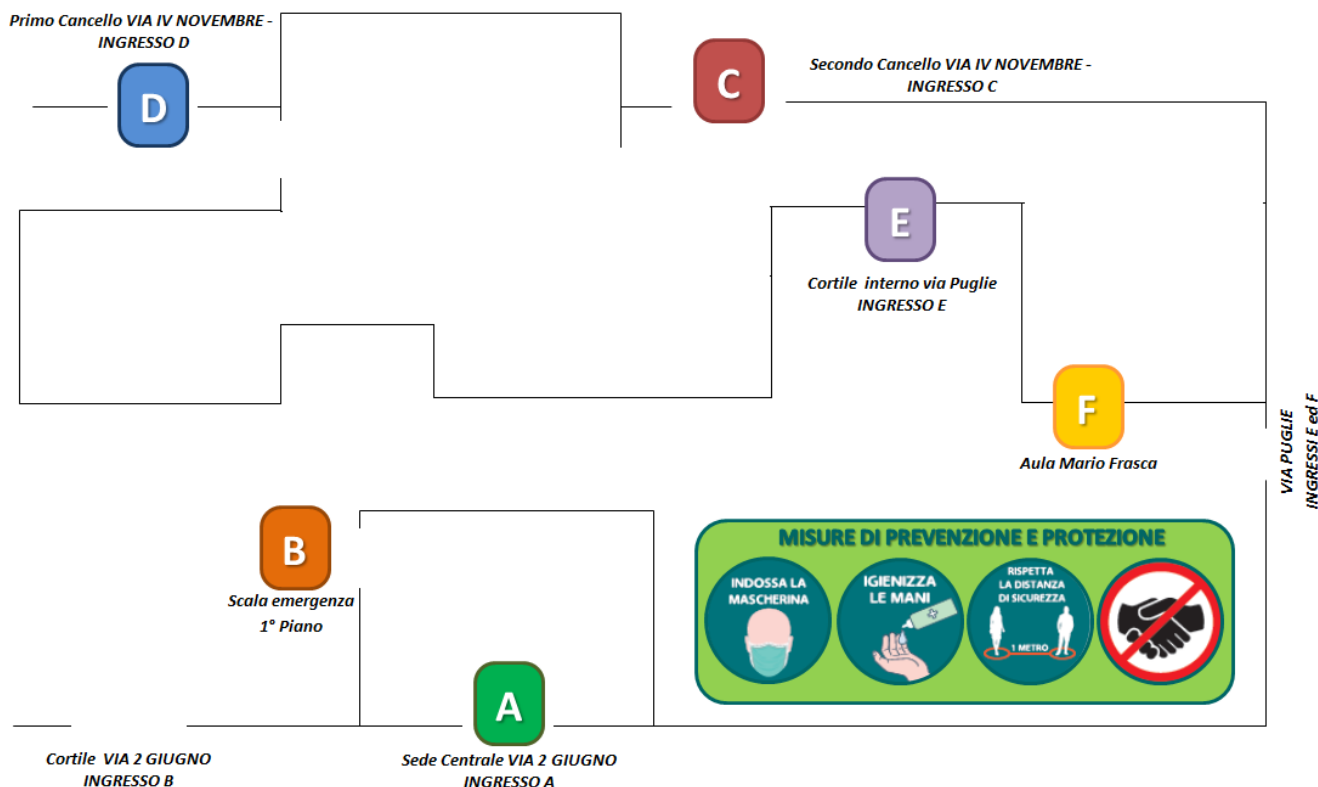 Primo Cancello VIA IV NOVEMBRE -
INGRESSO D
D
C
Secondo Cancello VIA IV NOVEMBRE -
INGRESSO C
E
Cortile interno via Puglie
INGRESSO E
F
Aula Mario Frasca
VIA PUGLIE
INGRESSI E ed F
B
Scala emergenza
1° Piano
MISURE DI PREVENZIONE E PROTEZIONE
INDOSSA LA
MASCHERINA
IGIENIZZA
LE MANI
RISPETTA
LA DISTANZA
DI SICUREZZA
1 METRO
A
Cortile VIA 2 GIUGNO
INGRESSO B
Sede Centrale VIA 2 GIUGNO
INGRESSO A